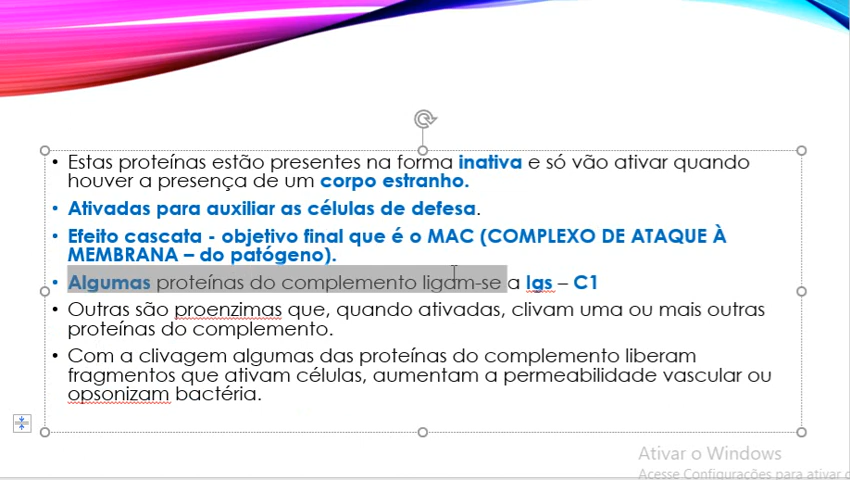 • Estas proteínas estão presentes na forma inativa e só vão ativar quando
houver a presença de um corpo estranho.
• Ativadas para auxiliar as células de defesa.
• Efeito cascata - objetivo final que é o MAC (COMPLEXO DE ATAQUE À
MEMBRANA – do patógeno).
• Algumas proteínas do complemento ligam-se a Igs – C1
• Outras são proenzimas que, quando ativadas, clivam uma ou mais outras
proteínas do complemento.
• Com a clivagem algumas das proteínas do complemento liberam
fragmentos que ativam células, aumentam a permeabilidade vascular ou
opsonizam bactéria.
Ativar o Windows
Acesse Configurações para ativar o